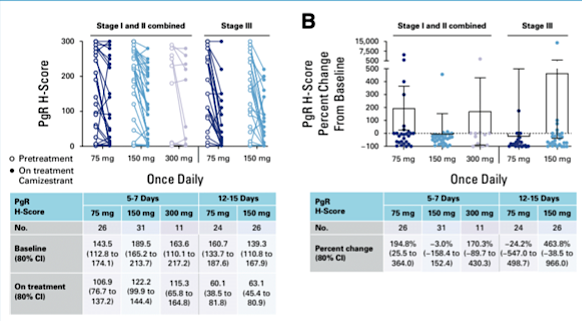 Stage I and II combined
Stage III
PgR H-Score
300
200
100
0
75 mg
150 mg
300 mg
75 mg
150 mg
Pretreatment
On treatment
Camizestrant
Once Daily
PgR
H-Score
5-7 Days
12-15 Days
75 mg
150 mg
300 mg
75 mg
150 mg
No.
26
31
11
24
26
Baseline
(80% CI)
143.5
(112.8 to
174.1)
189.5
(165.2 to
213.7)
163.6
(110.1 to
217.2)
160.7
(133.7 to
187.6)
139.3
(110.8 to
167.9)
On treatment
(80% CI)
106.9
(76.7 to
137.2)
122.2
(99.9 to
144.4)
115.3
(65.8 to
164.8)
60.1
(38.5 to
81.8)
63.1
(45.4 to
80.9)
B
Stage I and II combined
Stage III
PgR H-Score
Percent Change
From Baseline
15,000
7,500
500
500
400
300
200
100
0
−100
75 mg
150 mg
300 mg
75 mg
150 mg
Once Daily
PgR
H-Score
5-7 Days
12-15 Days
75 mg
150 mg
300 mg
75 mg
150 mg
No.
26
31
11
24
26
Percent change
(80% CI)
194.8%
(25.5 to
364.0)
−3.0%
(−158.4 to
152.4)
170.3%
(−89.7 to
430.3)
−24.2%
(−547.0 to
498.7)
463.8%
(−38.5 to
966.0)